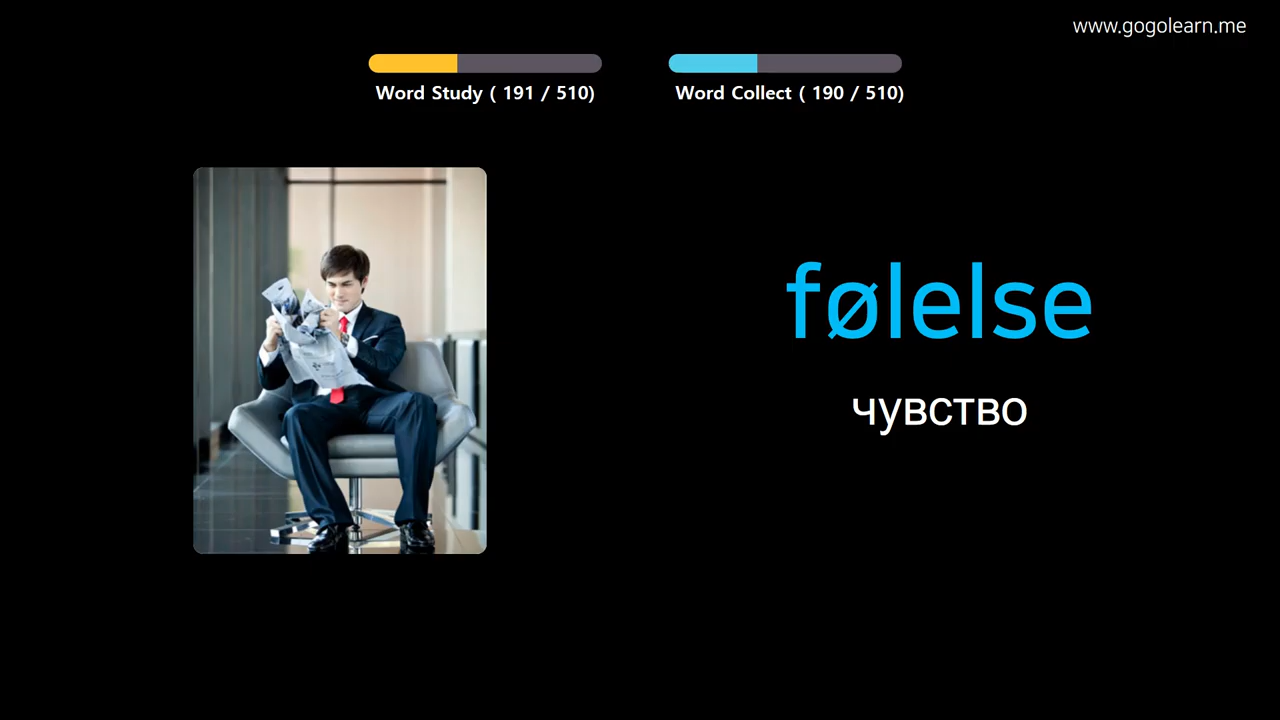 www.gogolearn.me
Word Study ( 191 / 510)
Word Collect ( 190 / 510)
følelse
чувство